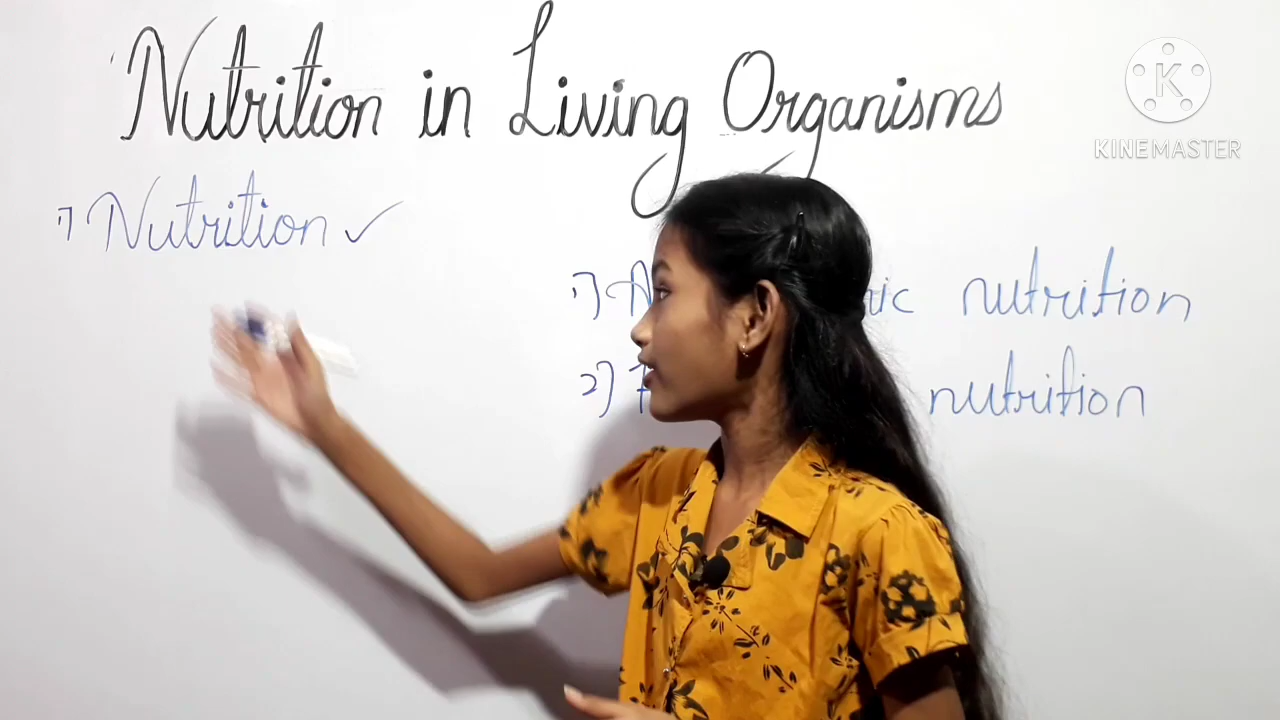 Nutrition in Living Organisms
K
KINEMASTER
1) Nutrition ✓
1) nutrition
2) nutrition